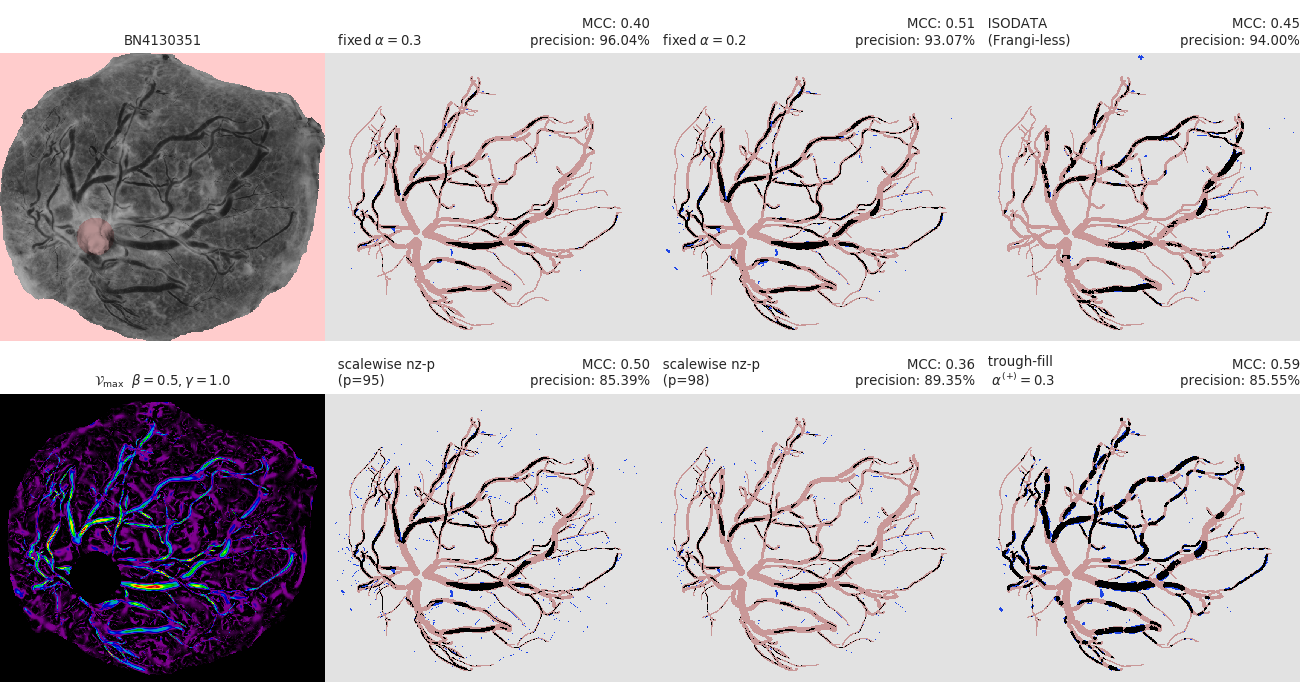 BN4130351
fixed α = 0.3
MCC: 0.40
precision: 96.04%
fixed α = 0.2
MCC: 0.51
precision: 93.07%
ISODATA
(Frangi-less)
MCC: 0.45
precision: 94.00%
𝒱max β = 0.5, γ = 1.0
scalewise nz-p
(p=95)
MCC: 0.50
precision: 85.39%
scalewise nz-p
(p=98)
MCC: 0.36
precision: 89.35%
trough-fill
α(+) = 0.3
MCC: 0.59
precision: 85.55%